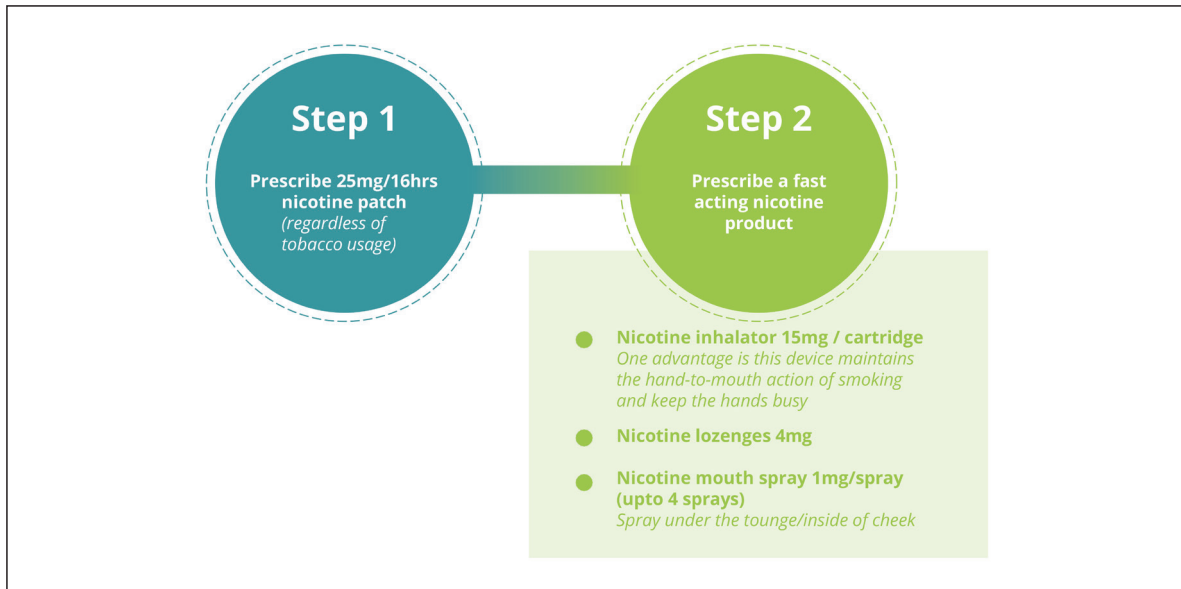 Step 1
Prescribe 25mg/16hrs
nicotine patch
(regardless of
tobacco usage)
Step 2
Prescribe a fast
acting nicotine
product
Nicotine inhalator 15mg / cartridge
One advantage is this device maintains
the hand-to-mouth action of smoking
and keep the hands busy
Nicotine lozenges 4mg
Nicotine mouth spray 1mg/spray
(upto 4 sprays)
Spray under the tounge/inside of cheek